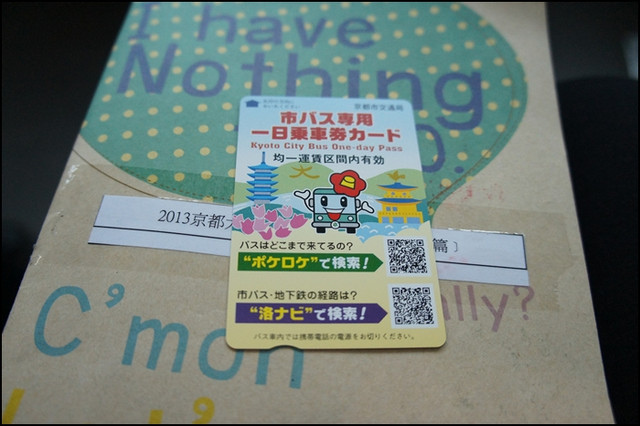 I have
Nothing
o.
京都市交通局
市バス専用
一日乗車券カード
Kyoto City Bus One-day Pass
均一運賃区間内有効
大
2013京都
篇〕
バスはどこまで来てるの?
“ポケロケ”で検索!
市バス・地下鉄の経路は?
“洛ナビ”で検索!
バス車内では携帯電話の電源をお切りください。
C'mon
ally?